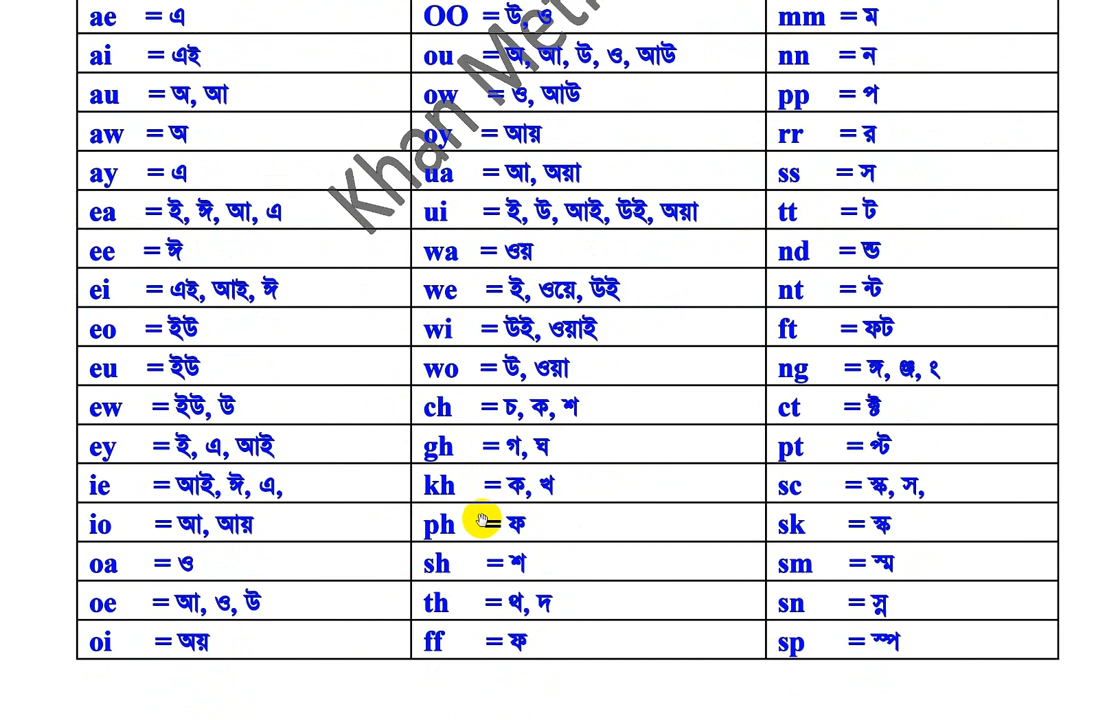 ae = এ OO = উ, ও mm = ম
ai = এই ou = অ, আ, উ, ও, আউ nn = ন
au = অ, আ ow = ও, আউ pp = প
aw = অ oy = আয় rr = র
ay = এ ua = আ, অয়া ss = স
ea = ই, ঈ, আ, এ ui = ই, উ, আই, উই, অয়া tt = ট
ee = ঈ wa = ওয় nd = ন্ড
ei = এই, আই, ঈ we = ই, ওয়ে, উই nt = ন্ট
eo = ইউ wi = উই, ওয়াই ft = ফট
eu = ইউ wo = উ, ওয়া ng = ঙ্গ, ঞ্জ, ং
ew = ইউ, উ ch = চ, ক, শ ct = ক্ট
ey = ই, এ, আই gh = গ, ঘ pt = প্ট
ie = আই, ঈ, এ, kh = ক, খ sc = স্ক, স,
io = আ, আয় ph = ফ sk = স্ক
oa = ও sh = শ sm = স্ম
oe = আ, ও, উ th = থ, দ sn = স্ন
oi = অয় ff = ফ sp = স্প
Khan